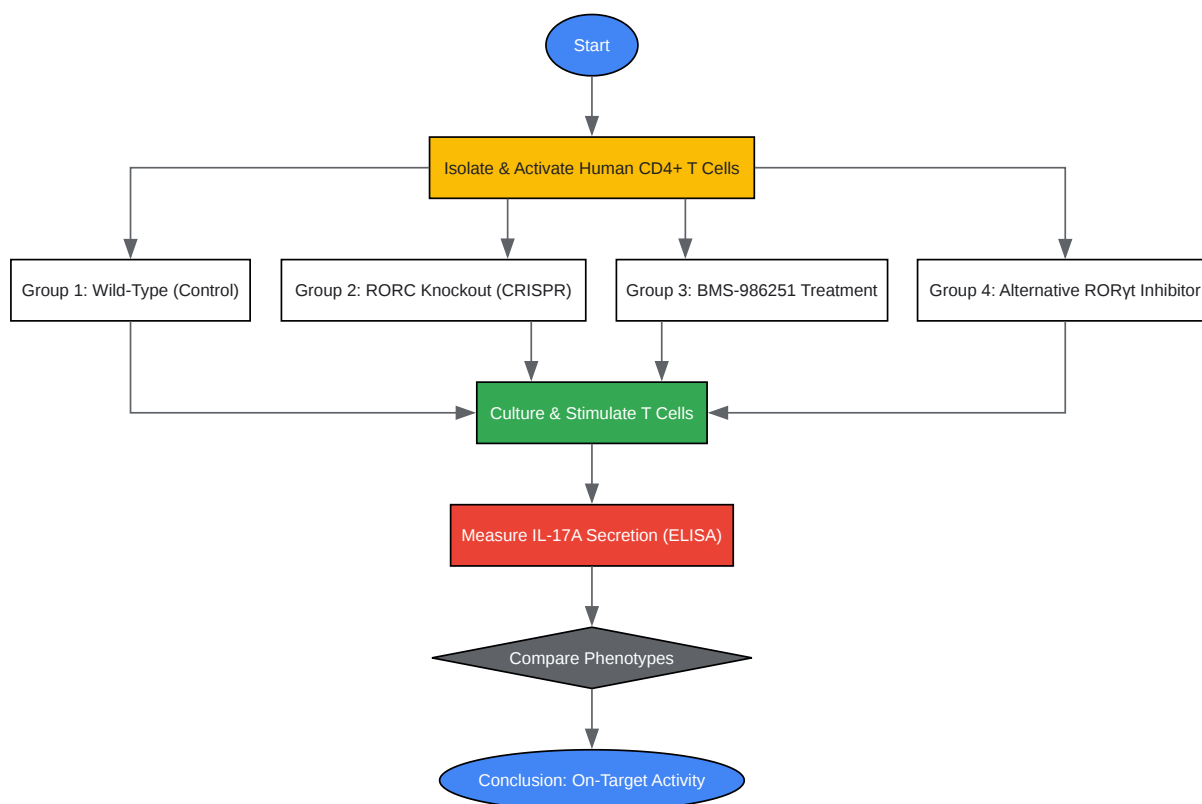 Start
Isolate & Activate Human CD4+ T Cells
Group 1: Wild-Type (Control)
Group 2: RORC Knockout (CRISPR)
Group 3: BMS-986251 Treatment
Group 4: Alternative RORγt Inhibitor
Culture & Stimulate T Cells
Measure IL-17A Secretion (ELISA)
Compare Phenotypes
Conclusion: On-Target Activity